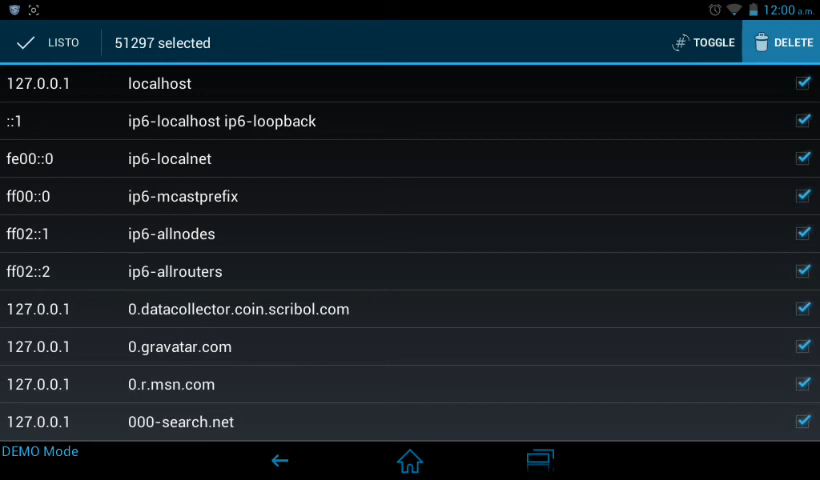 12:00 a.m.
LISTO 51297 selected TOGGLE DELETE
127.0.0.1 localhost
::1 ip6-localhost ip6-loopback
fe00::0 ip6-localnet
ff00::0 ip6-mcastprefix
ff02::1 ip6-allnodes
ff02::2 ip6-allrouters
127.0.0.1 0.datacollector.coin.scribol.com
127.0.0.1 0.gravatar.com
127.0.0.1 0.r.msn.com
127.0.0.1 000-search.net
DEMO Mode